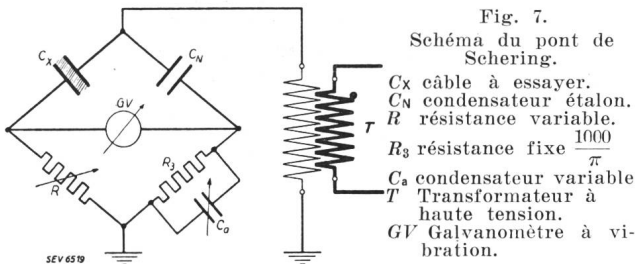 Fig. 7.
Schéma du pont de
Schering.
Cx câble à essayer.
CN condensateur étalon.
R résistance variable.
R3 résistance fixe 1000/π
Ca condensateur variable
T Transformateur à
haute tension.
GV Galvanomètre à vi-
bration.
Cx
CN
GV
T
R
R3
Ca
SEV 6519